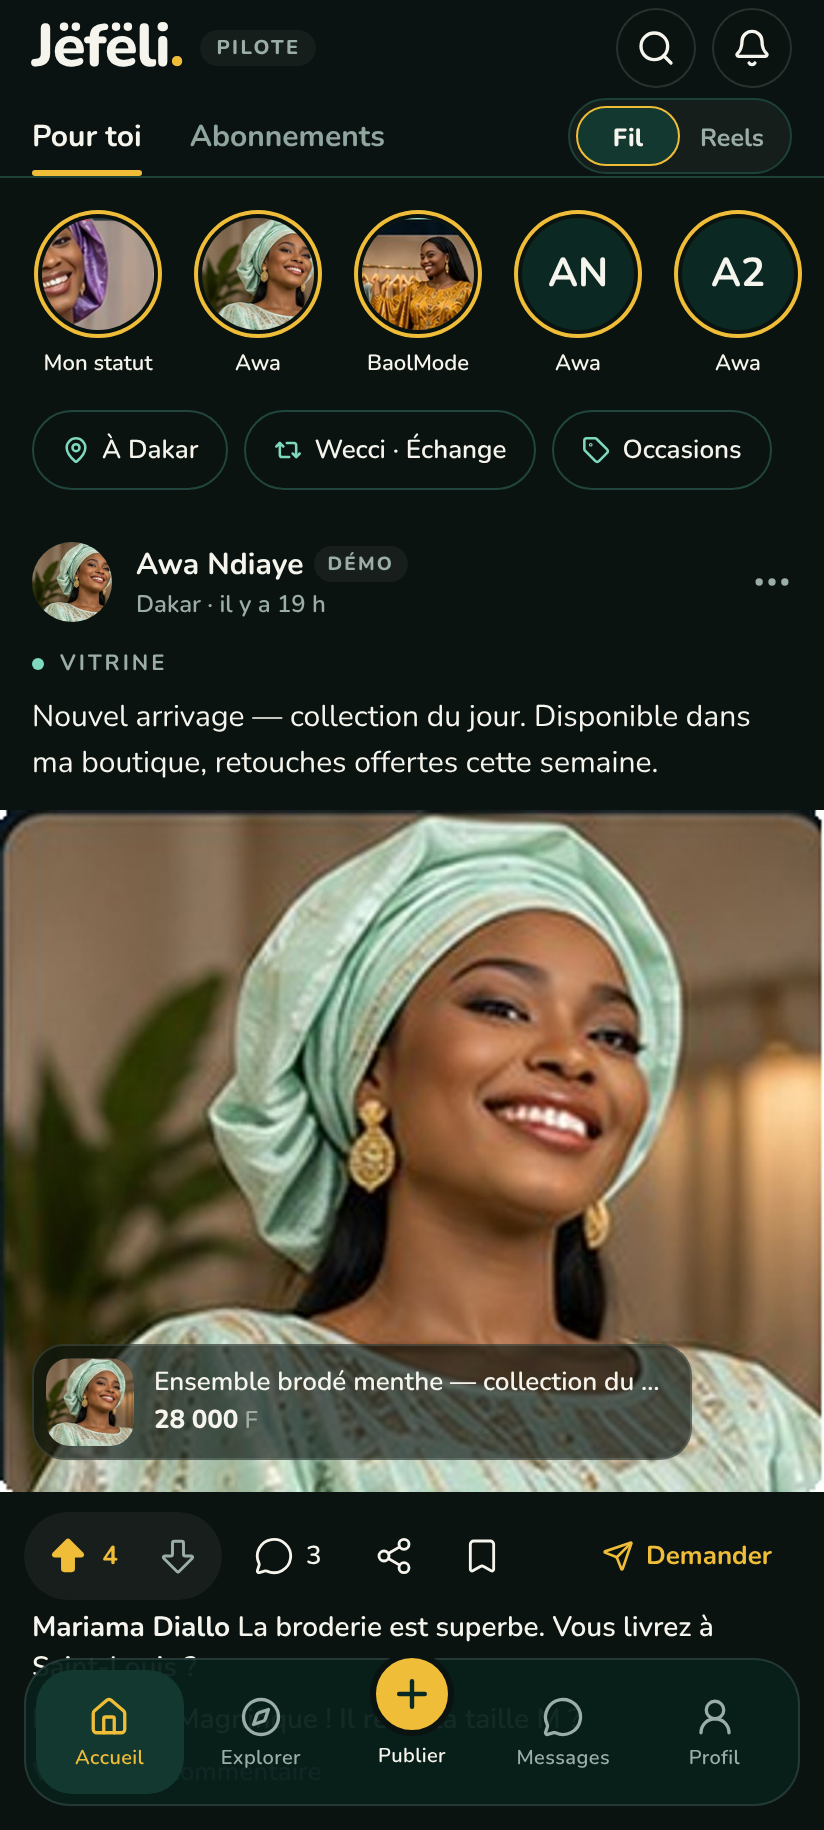 Jëfëli.
PILOTE
Pour toi
Abonnements
Fil
Reels
AN
A2
Mon statut
Awa
BaolMode
Awa
Awa
À Dakar
Wecci · Échange
Occasions
Awa Ndiaye
DÉMO
Dakar · il y a 19 h
VITRINE
Nouvel arrivage — collection du jour. Disponible dans
ma boutique, retouches offertes cette semaine.
Ensemble brodé menthe — collection du ...
28 000 F
4
3
Demander
Mariama Diallo La broderie est superbe. Vous livrez à
Saint-Louis ?
taille M ?
Accueil
Explorer
Publier
Messages
Profil